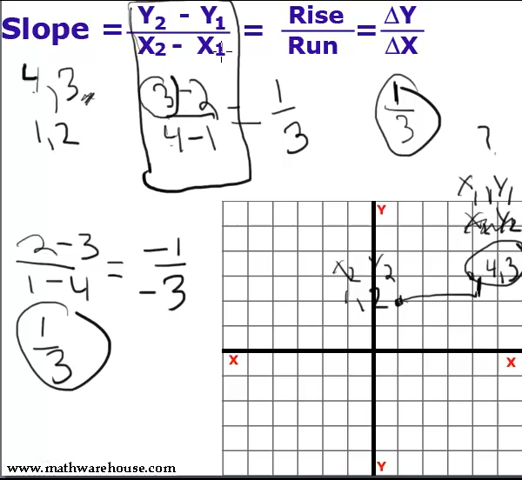 Slope = Y2 - Y1 / X2 - X1 = Rise / Run = ΔY / ΔX
4,3
1,2
3-2 / 4-1 = 1/3
1/3
?
X1, Y1
X2 Y2
4,3
2-3 / 1-4 = -1 / -3
1/3
X2 Y2
1,2
Y
X
X
Y
www.mathwarehouse.com